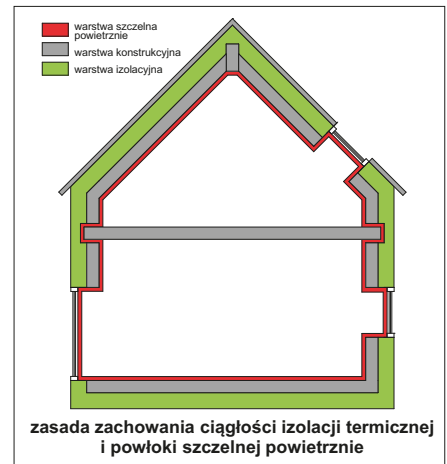 warstwa szczelna
powietrznie
warstwa konstrukcyjna
warstwa izolacyjna
zasada zachowania ciągłości izolacji termicznej
i powłoki szczelnej powietrznie